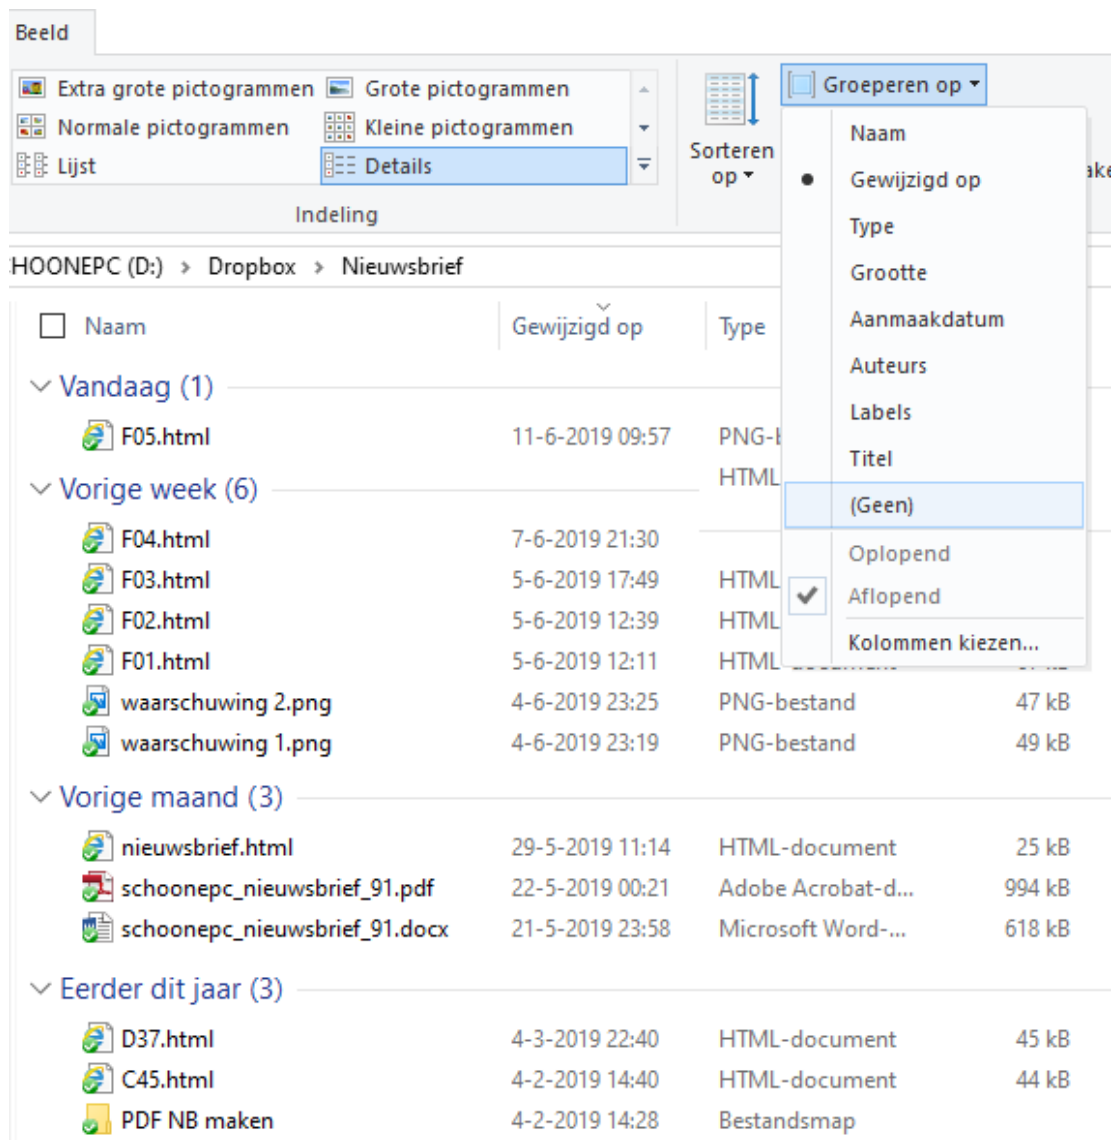 Beeld
Extra grote pictogrammen Grote pictogrammen
Normale pictogrammen Kleine pictogrammen
Lijst Details
Indeling
Sorteren
op
Groeperen op
Naam
Gewijzigd op
Type
Grootte
Aanmaakdatum
Auteurs
Labels
Titel
(Geen)
Oplopend
Aflopend
Kolommen kiezen...
HOONEPC (D:) > Dropbox > Nieuwsbrief
Naam Gewijzigd op Type
Vandaag (1)
F05.html 11-6-2019 09:57 PNG-
HTML
Vorige week (6)
F04.html 7-6-2019 21:30
F03.html 5-6-2019 17:49 HTML
F02.html 5-6-2019 12:39 HTML
F01.html 5-6-2019 12:11 HTML-
waarschuwing 2.png 4-6-2019 23:25 PNG-bestand 47 kB
waarschuwing 1.png 4-6-2019 23:19 PNG-bestand 49 kB
Vorige maand (3)
nieuwsbrief.html 29-5-2019 11:14 HTML-document 25 kB
schoonepc_nieuwsbrief_91.pdf 22-5-2019 00:21 Adobe Acrobat-d... 994 kB
schoonepc_nieuwsbrief_91.docx 21-5-2019 23:58 Microsoft Word-... 618 kB
Eerder dit jaar (3)
D37.html 4-3-2019 22:40 HTML-document 45 kB
C45.html 4-2-2019 14:40 HTML-document 44 kB
PDF NB maken 4-2-2019 14:28 Bestandsmap